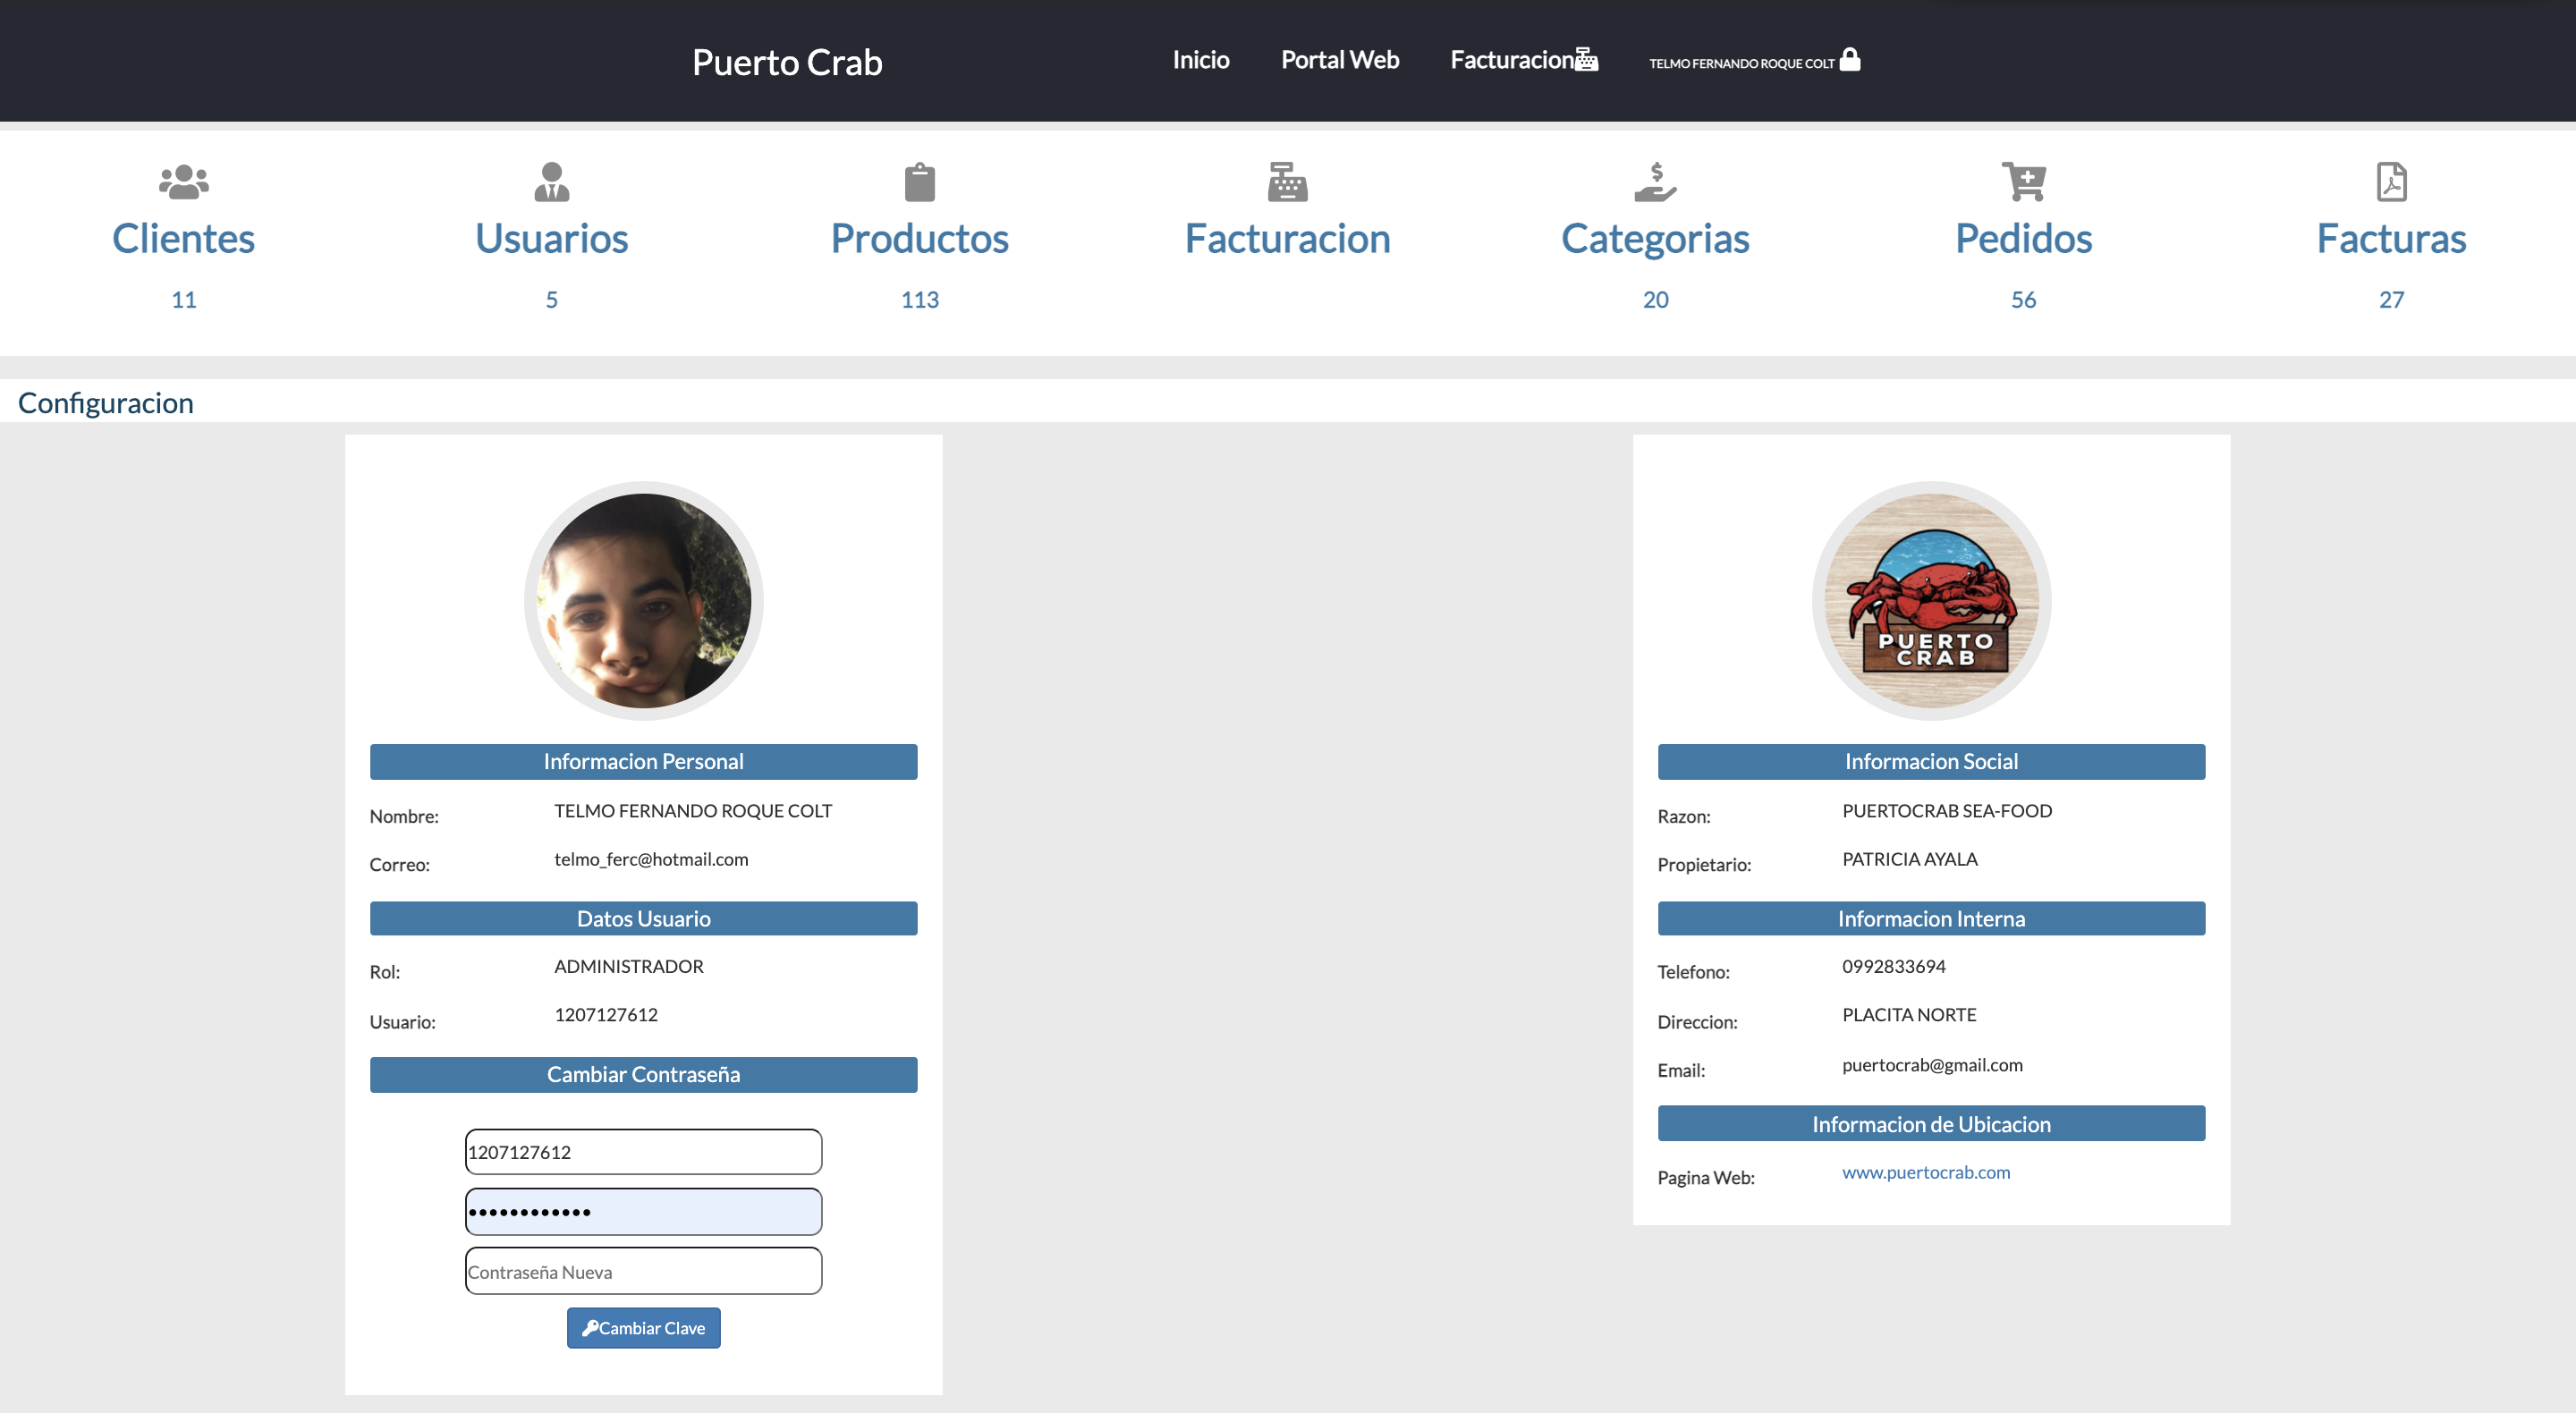 Puerto Crab
Inicio
Portal Web
Facturacion
TELMO FERNANDO ROQUE COLT
Clientes
11
Usuarios
5
Productos
113
Facturacion
Categorias
20
Pedidos
56
Facturas
27
Configuracion
Informacion Personal
Nombre: TELMO FERNANDO ROQUE COLT
Correo: telmo_ferc@hotmail.com
Datos Usuario
Rol: ADMINISTRADOR
Usuario: 1207127612
Cambiar Contraseña
1207127612
••••••••••••
Contraseña Nueva
Cambiar Clave
PUERTO
CRAB
Informacion Social
Razon: PUERTOCRAB SEA-FOOD
Propietario: PATRICIA AYALA
Informacion Interna
Telefono: 0992833694
Direccion: PLACITA NORTE
Email: puertocrab@gmail.com
Informacion de Ubicacion
Pagina Web: www.puertocrab.com